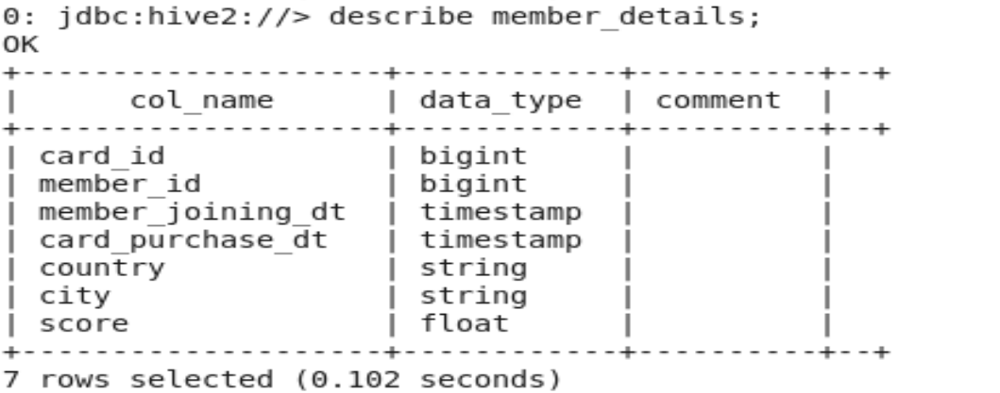 0: jdbc:hive2://> describe member_details;
OK
+---------------------+------------+----------+--+
|      col_name       | data_type  | comment  |
+---------------------+------------+----------+--+
| card_id             | bigint     |          |
| member_id           | bigint     |          |
| member_joining_dt   | timestamp  |          |
| card_purchase_dt    | timestamp  |          |
| country             | string     |          |
| city                | string     |          |
| score               | float      |          |
+---------------------+------------+----------+--+
7 rows selected (0.102 seconds)